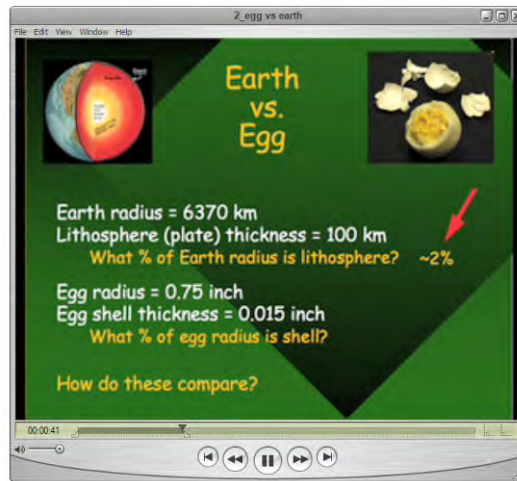 2_egg vs earth
File Edit View Window Help
Earth
vs.
Egg
Earth radius = 6370 km
Lithosphere (plate) thickness = 100 km
What % of Earth radius is lithosphere? ~2%
Egg radius = 0.75 inch
Egg shell thickness = 0.015 inch
What % of egg radius is shell?
How do these compare?
00:00:41